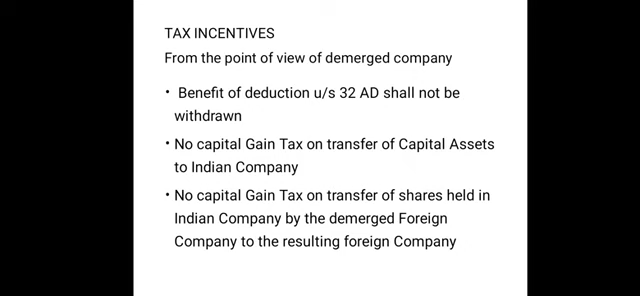 TAX INCENTIVES
From the point of view of demerged company
• Benefit of deduction u/s 32 AD shall not be
withdrawn
• No capital Gain Tax on transfer of Capital Assets
to Indian Company
• No capital Gain Tax on transfer of shares held in
Indian Company by the demerged Foreign
Company to the resulting foreign Company